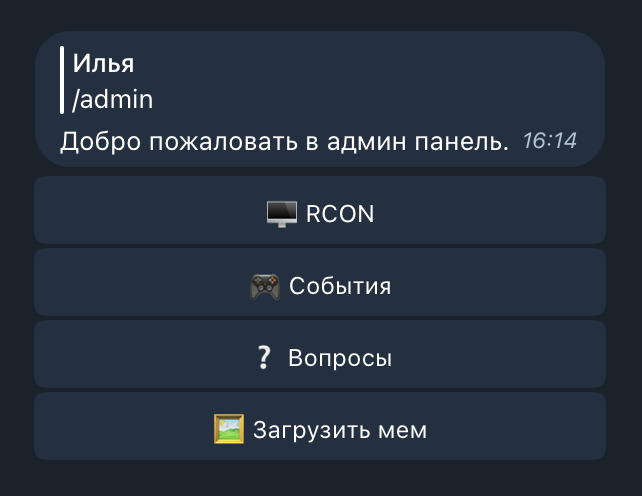 Илья
/admin
Добро пожаловать в админ панель. 16:14
🖥️ RCON
🎮 События
❔ Вопросы
🖼️ Загрузить мем